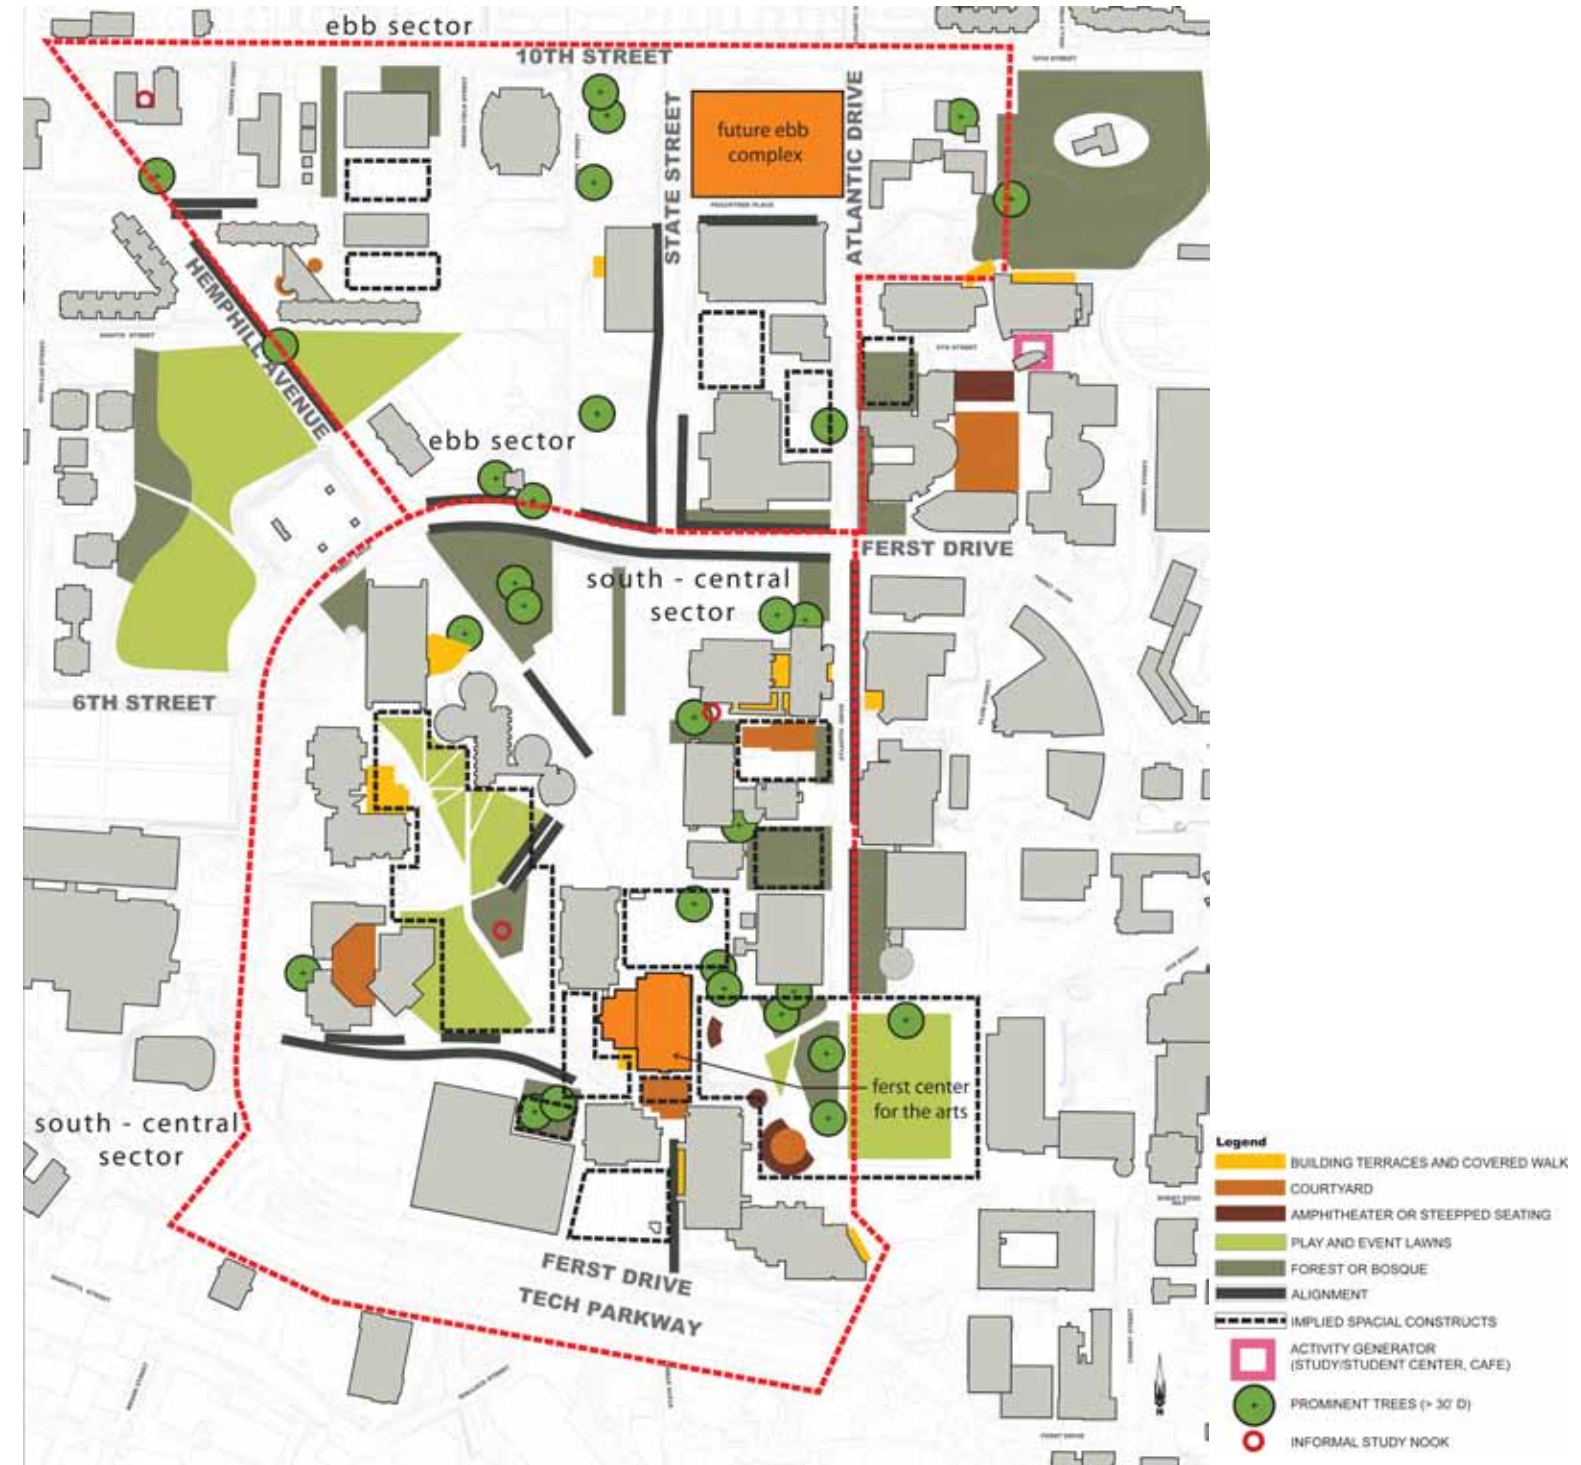 ebb sector
10TH STREET
STATE STREET
ATLANTIC DRIVE
future ebb
complex
PEACHTREE PLACE
HEMPHILL AVENUE
ebb sector
FERST DRIVE
south - central
sector
6TH STREET
ferst center
for the arts
south - central
sector
FERST DRIVE
TECH PARKWAY
Legend
BUILDING TERRACES AND COVERED WALK
COURTYARD
AMPHITHEATER OR STEEPPED SEATING
PLAY AND EVENT LAWNS
FOREST OR BOSQUE
ALIGNMENT
IMPLIED SPACIAL CONSTRUCTS
ACTIVITY GENERATOR
(STUDY/STUDENT CENTER, CAFE)
PROMINENT TREES (> 30' D)
INFORMAL STUDY NOOK